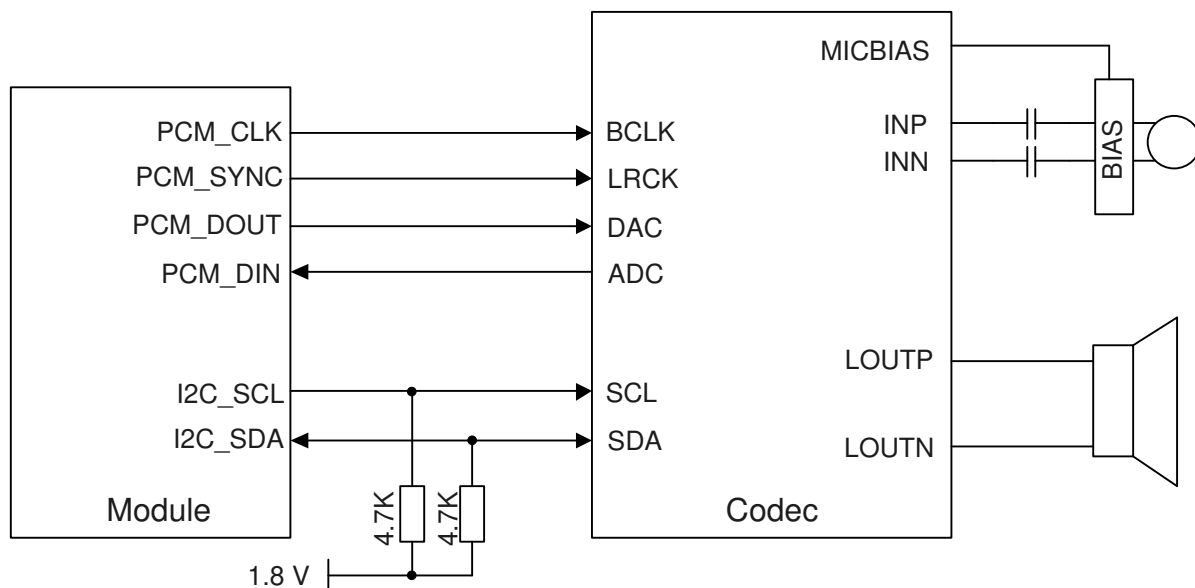 MICBIAS
PCM_CLK
BCLK
INP
BIAS
PCM_SYNC
LRCK
INN
PCM_DOUT
DAC
PCM_DIN
ADC
LOUTP
I2C_SCL
SCL
I2C_SDA
SDA
LOUTN
Module
4.7K
4.7K
Codec
1.8 V